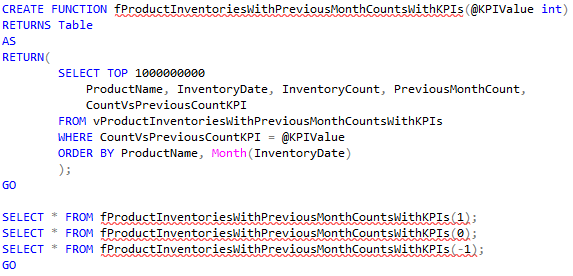 CREATE FUNCTION fProductInventoriesWithPreviousMonthCountsWithKPIs(@KPIValue int)
RETURNS Table
AS
RETURN(
SELECT TOP 1000000000
ProductName, InventoryDate, InventoryCount, PreviousMonthCount,
CountVsPreviousCountKPI
FROM vProductInventoriesWithPreviousMonthCountsWithKPIs
WHERE CountVsPreviousCountKPI = @KPIValue
ORDER BY ProductName, Month(InventoryDate)
);
GO
SELECT * FROM fProductInventoriesWithPreviousMonthCountsWithKPIs(1);
SELECT * FROM fProductInventoriesWithPreviousMonthCountsWithKPIs(0);
SELECT * FROM fProductInventoriesWithPreviousMonthCountsWithKPIs(-1);
GO